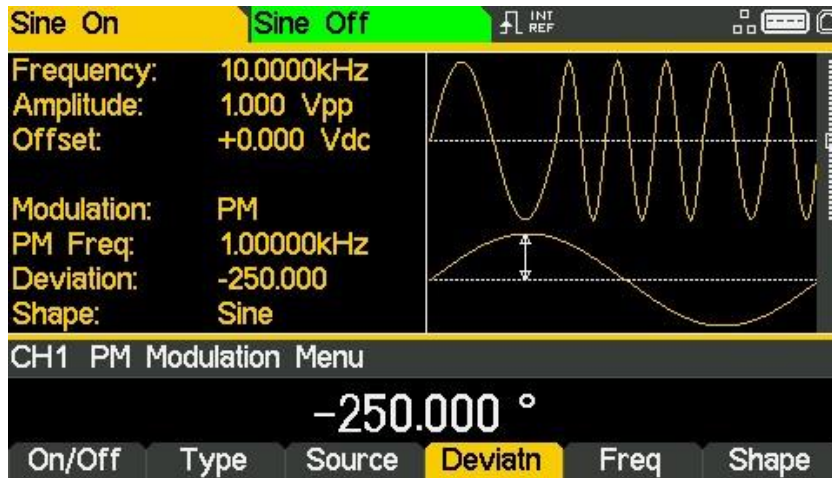 Sine On Sine Off INT REF
Frequency: 10.0000kHz
Amplitude: 1.000 Vpp
Offset: +0.000 Vdc
Modulation: PM
PM Freq: 1.00000kHz
Deviation: -250.000
Shape: Sine
CH1 PM Modulation Menu
-250.000 °
On/Off Type Source Deviatn Freq Shape